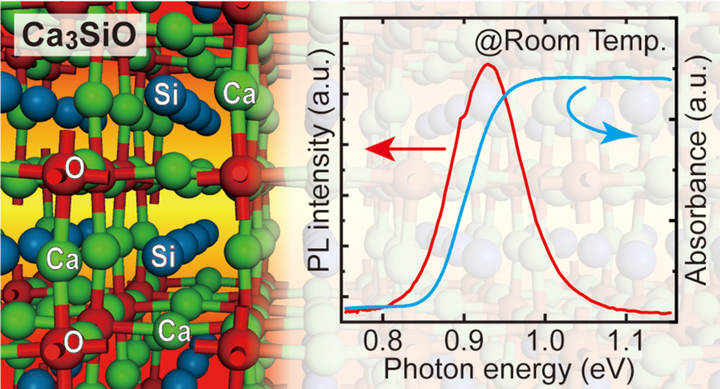 Ca3SiO
Si
Ca
O
Ca
Si
O
Ca
@Room Temp.
PL intensity (a.u.)
Absorbance (a.u.)
0.8 0.9 1.0 1.1
Photon energy (eV)